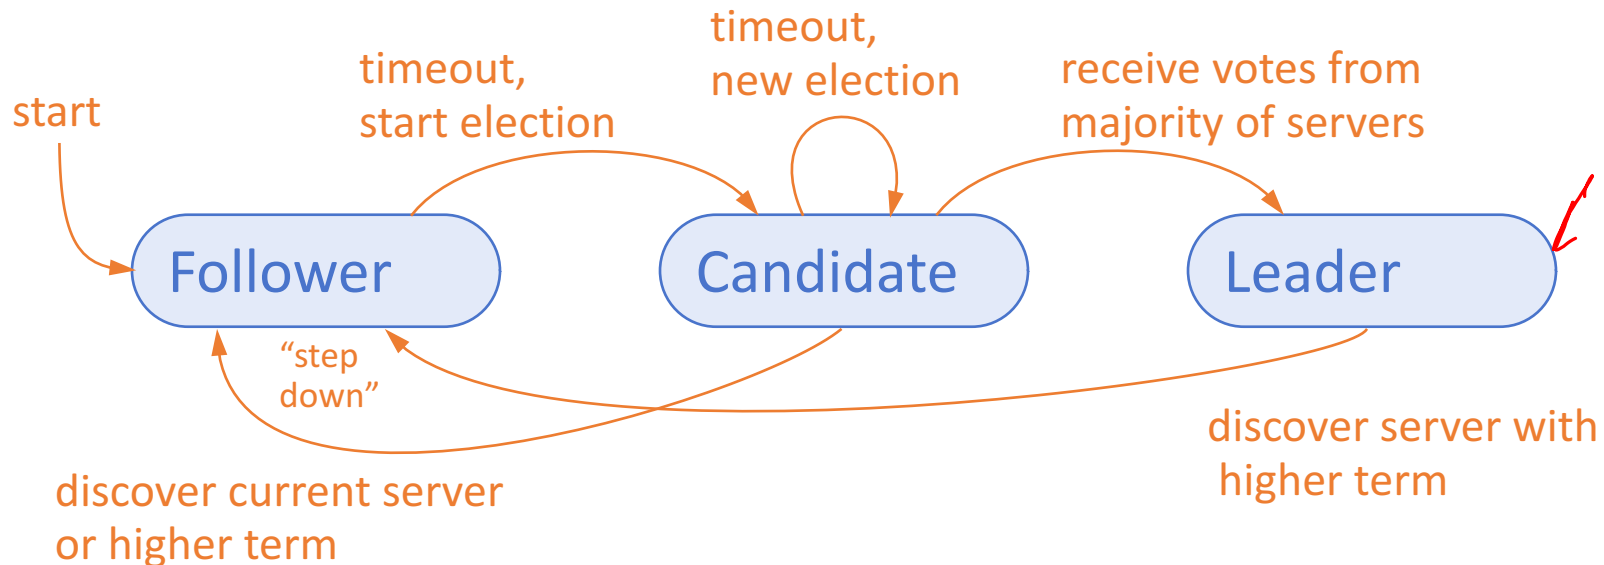 timeout,
new election
timeout,
start election
receive votes from
majority of servers
start
Follower
Candidate
Leader
“step
down”
discover server with
higher term
discover current server
or higher term